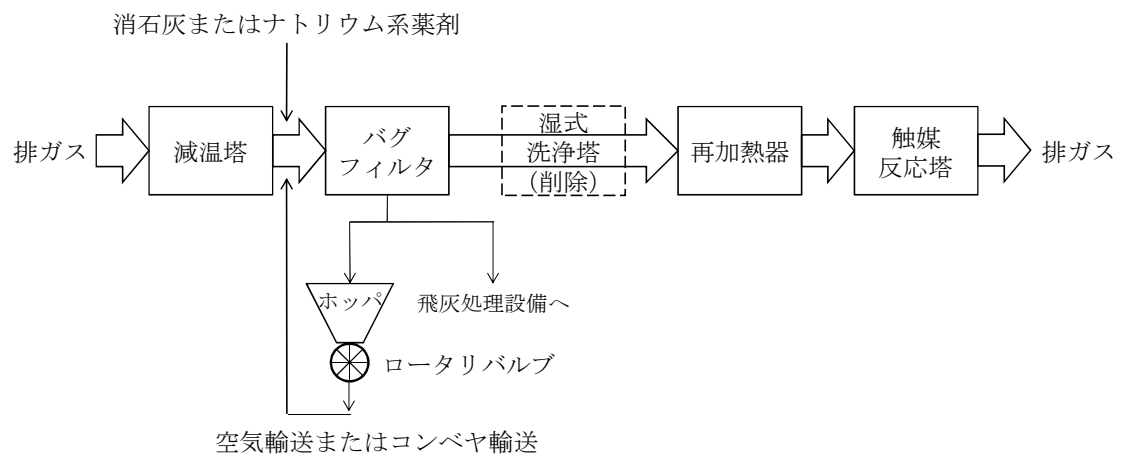 消石灰またはナトリウム系薬剤
排ガス
減温塔
バグ
フィルタ
湿式
洗浄塔
(削除)
再加熱器
触媒
反応塔
排ガス
ホッパ
飛灰処理設備へ
ロータリバルブ
空気輸送またはコンベヤ輸送